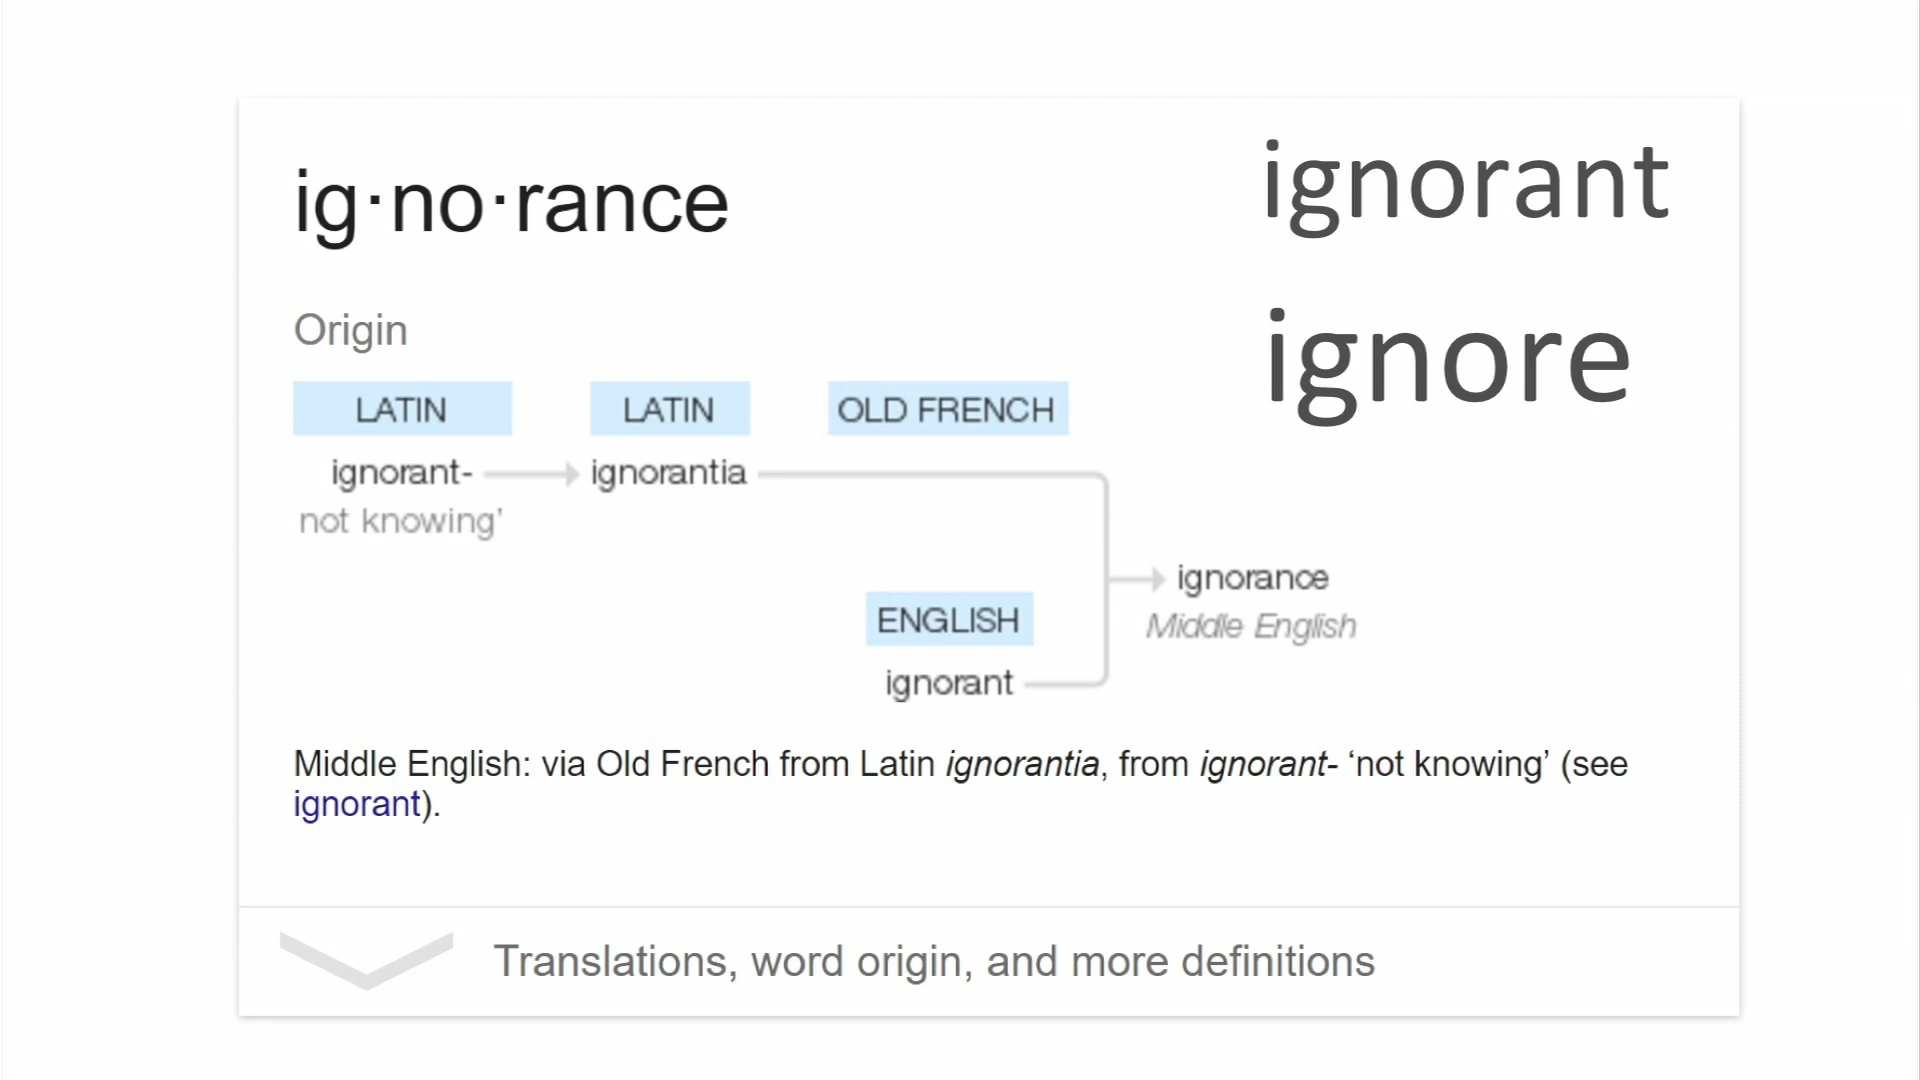 ig·no·rance
ignorant
ignore
Origin
LATIN LATIN OLD FRENCH
ignorant- ignorantia
not knowing’
ignorance
Middle English
ENGLISH
ignorant
Middle English: via Old French from Latin ignorantia, from ignorant- ‘not knowing’ (see
ignorant).
Translations, word origin, and more definitions